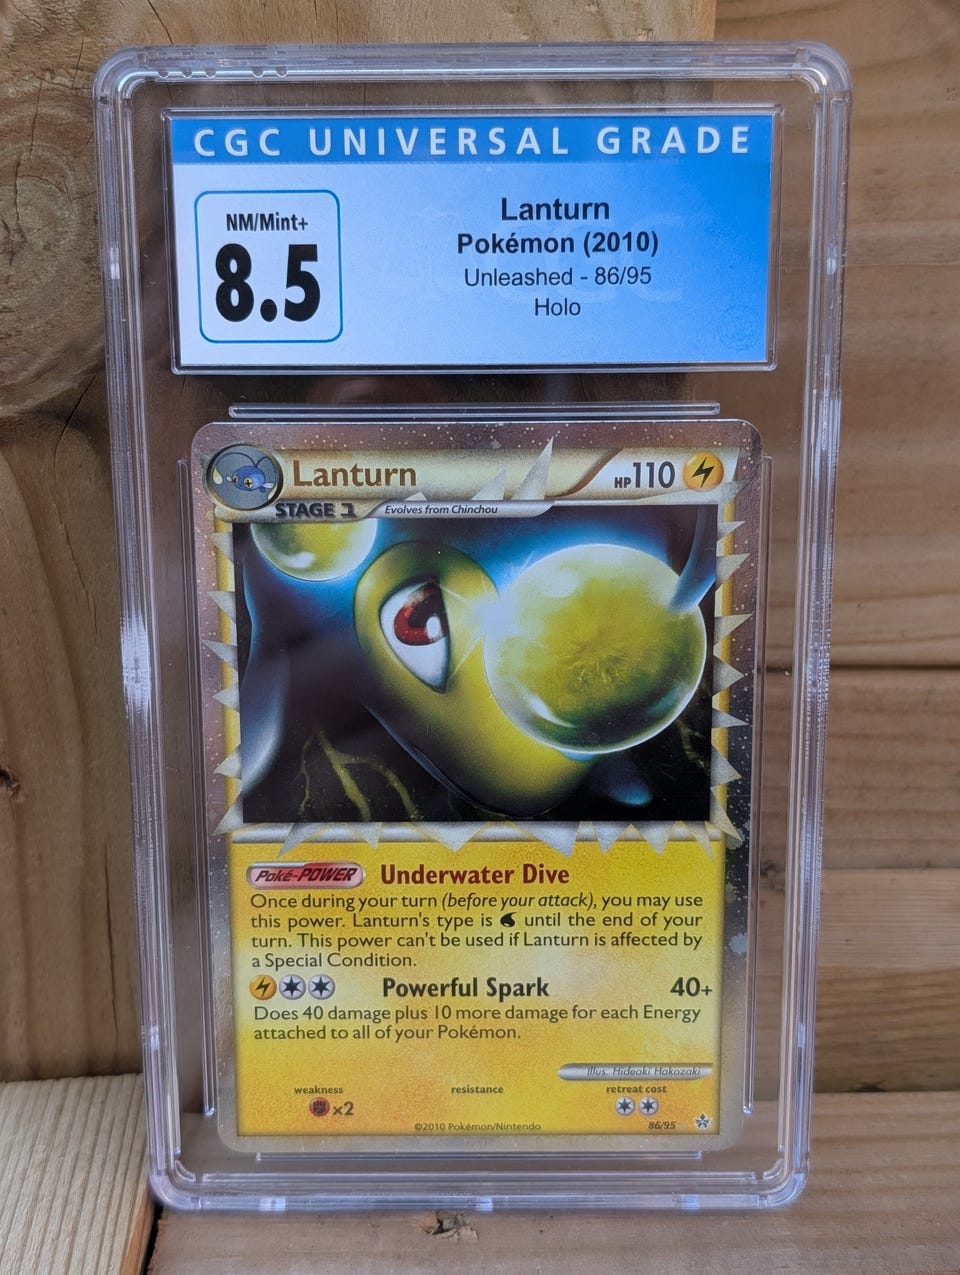 CGC UNIVERSAL GRADE
NM/Mint+
8.5
Lanturn
Pokémon (2010)
Unleashed - 86/95
Holo
Lanturn
HP110
STAGE 1
Evolves from Chinchou
Poké-POWER Underwater Dive
Once during your turn (before your attack), you may use
this power. Lanturn's type is until the end of your
turn. This power can't be used if Lanturn is affected by
a Special Condition.
Powerful Spark 40+
Does 40 damage plus 10 more damage for each Energy
attached to all of your Pokémon.
Illus. Hideaki Hakozaki
weakness resistance retreat cost
x2
©2010 Pokémon/Nintendo
86/95